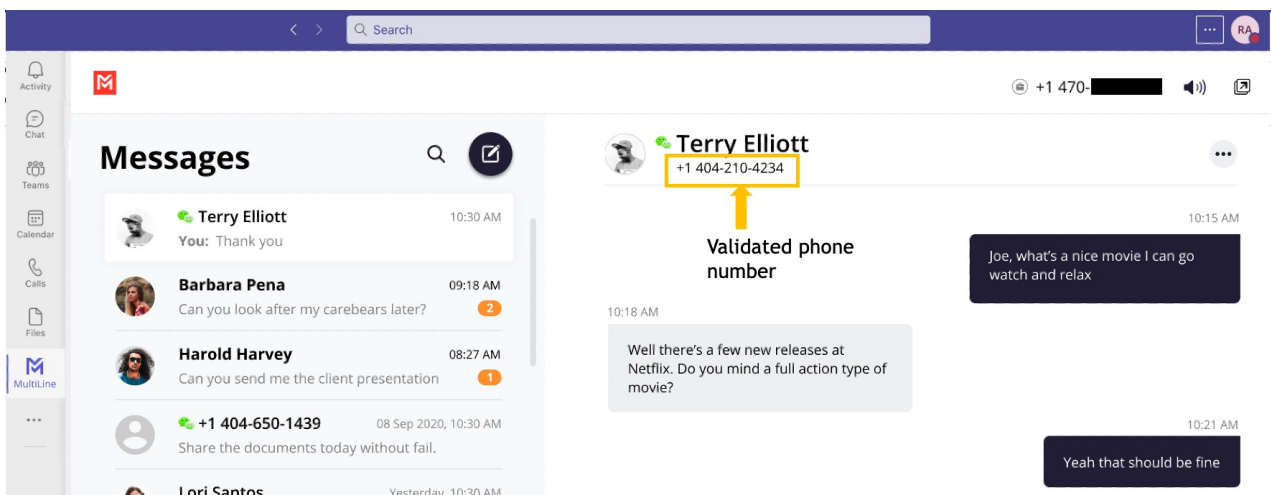 Search
...
RA
Activity
Chat
Teams
Calendar
Calls
Files
MultiLine
...
+1 470-
Messages
Terry Elliott
10:30 AM
You: Thank you
Barbara Pena
09:18 AM
Can you look after my carebears later?
2
Harold Harvey
08:27 AM
Can you send me the client presentation
1
+1 404-650-1439
08 Sep 2020, 10:30 AM
Share the documents today without fail.
Lori Santos
Yesterday, 10:30 AM
Terry Elliott
+1 404-210-4234
Validated phone
number
10:15 AM
Joe, what's a nice movie I can go
watch and relax
10:18 AM
Well there's a few new releases at
Netflix. Do you mind a full action type of
movie?
10:21 AM
Yeah that should be fine